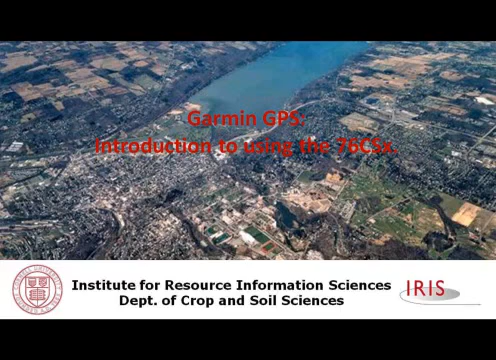 Garmin GPS:
Introduction to using the 76CSx.
Institute for Resource Information Sciences
Dept. of Crop and Soil Sciences
IRIS